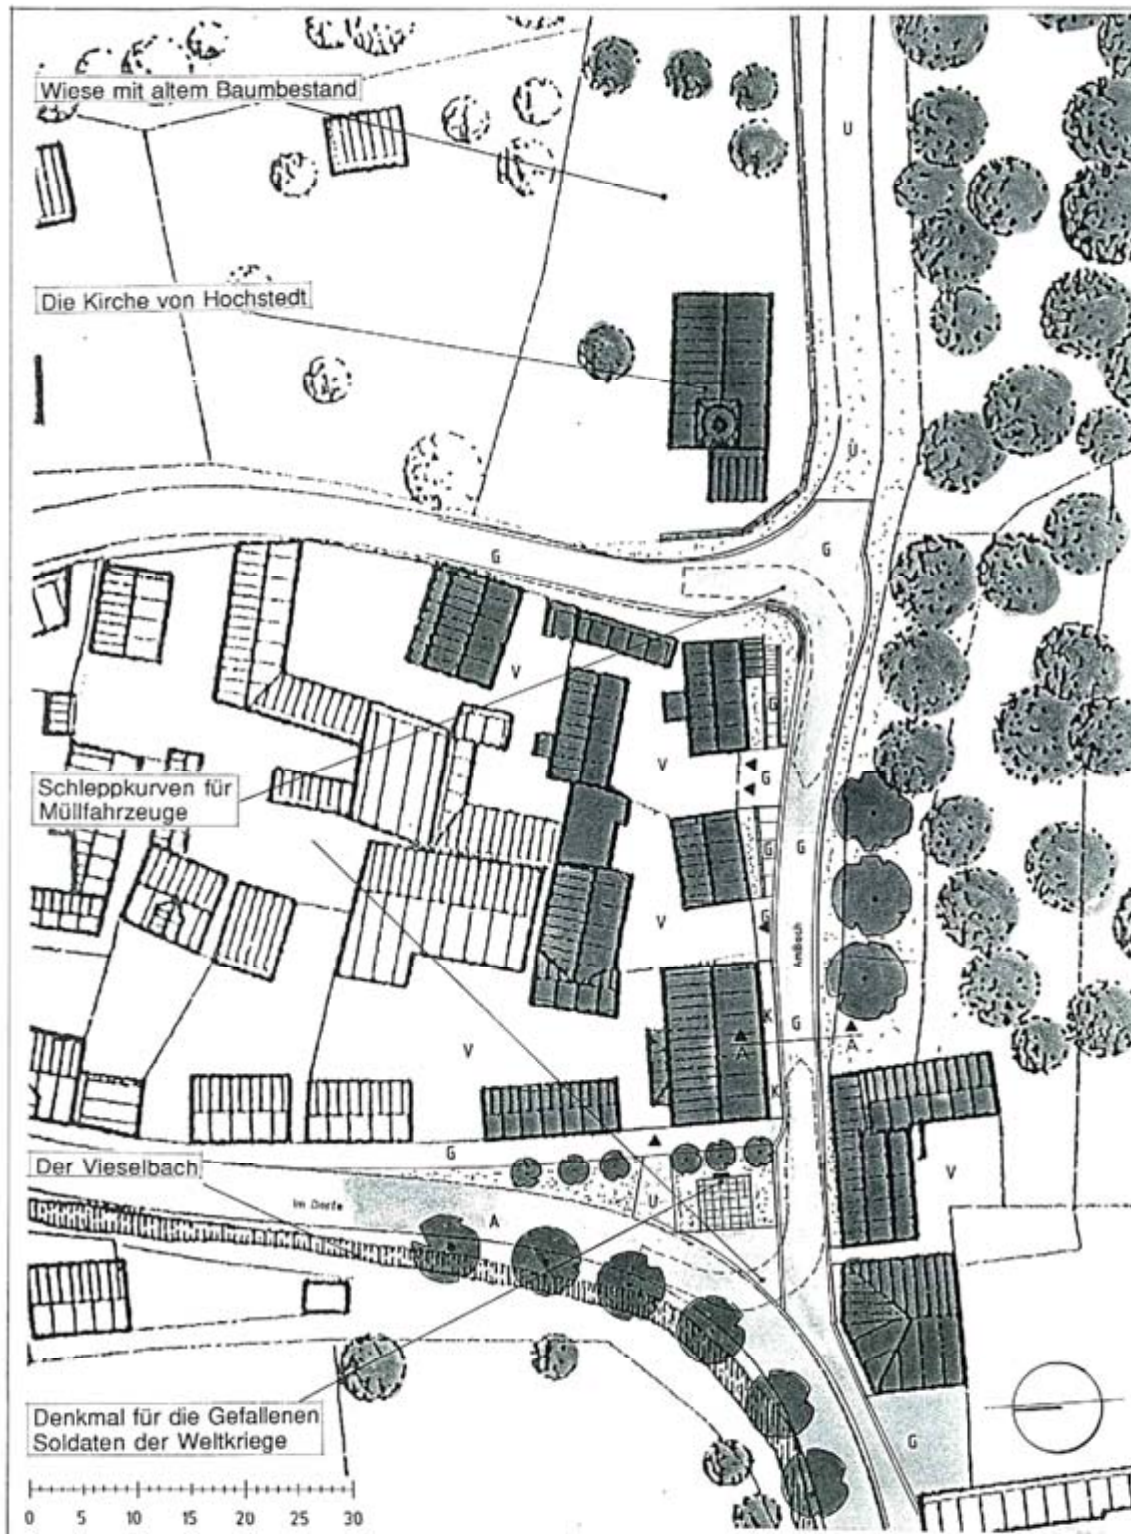 U
Wiese mit altem Baumbestand
Die Kirche von Hochstedt
U
G
G
V
G
V
G
Schleppkurven für
Müllfahrzeuge
G
G
V
G
Am Bach
K
G
A
A
V
K
G
Der Vieselbach
V
U
Im Dorfe
A
Denkmal für die Gefallenen
Soldaten der Weltkriege
G
0 5 10 15 20 25 30